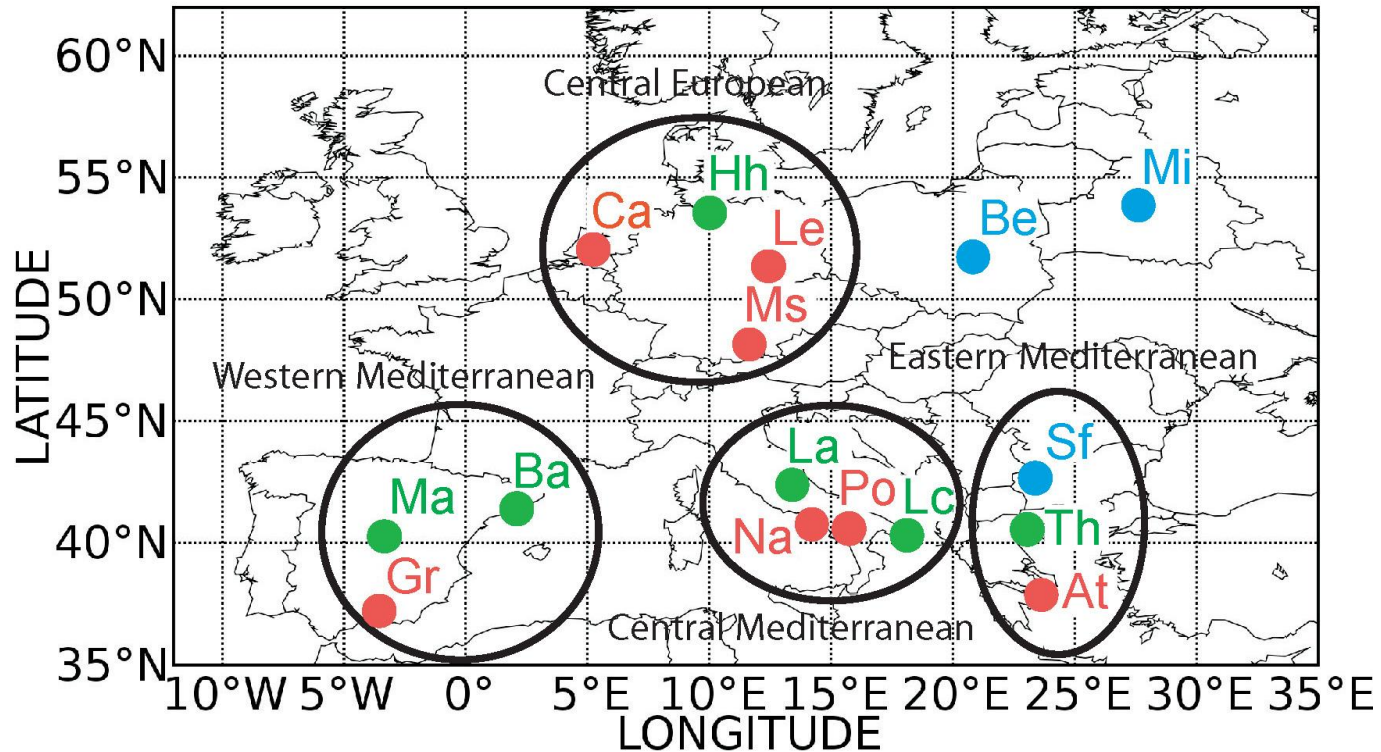 60°N
Central European
55°N
Hh
Mi
Ca
Be
Le
50°N
Ms
Western Mediterranean
Eastern Mediterranean
45°N
Sf
La
Ba
Po
Lc
Ma
Th
Na
40°N
Gr
At
Central Mediterranean
35°N
10°W
5°W
0°
5°E
10°E
15°E
20°E
25°E
30°E
35°E
LONGITUDE
LATITUDE